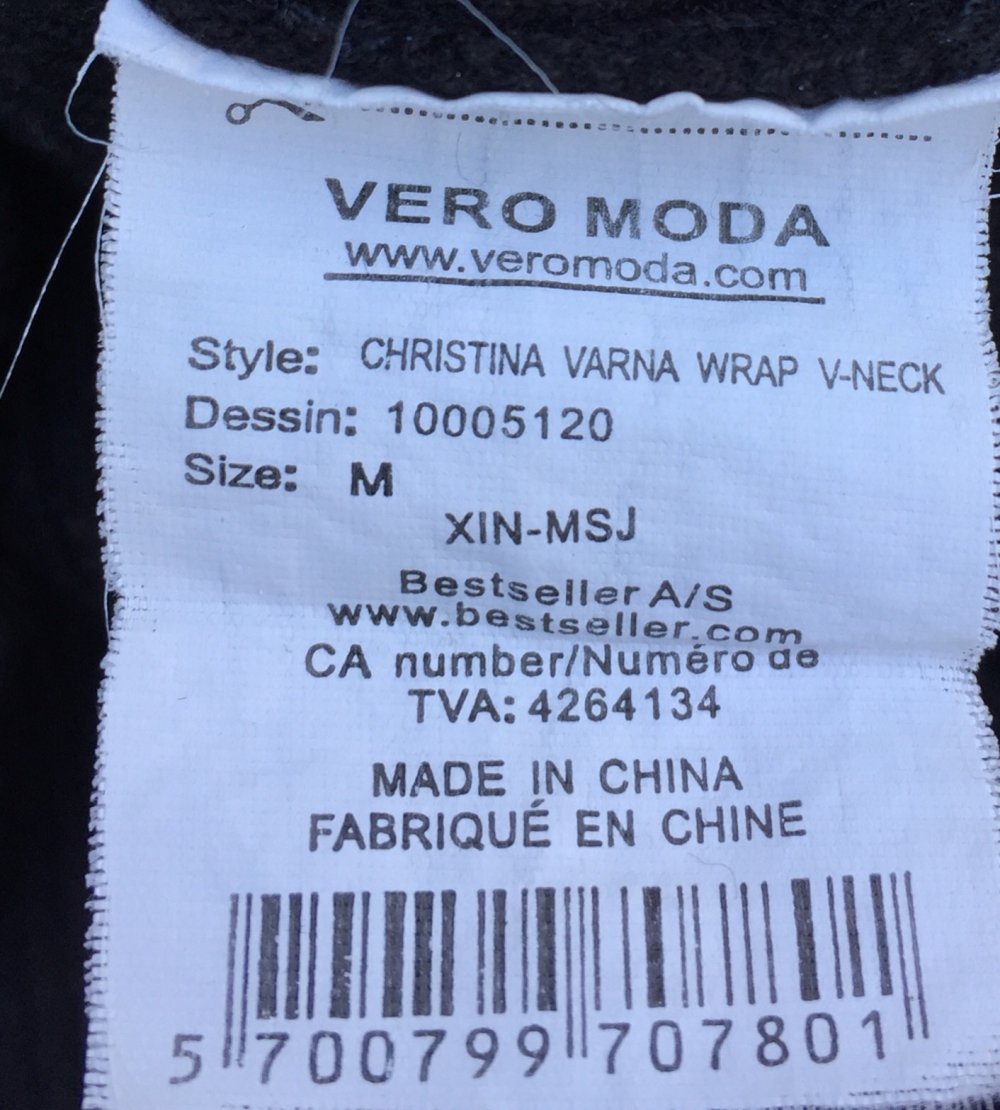 VERO MODA
www.veromoda.com
Style: CHRISTINA VARNA WRAP V-NECK
Dessin: 10005120
Size: M
XIN-MSJ
Bestseller A/S
www.bestseller.com
CA number/Numéro de
TVA: 4264134
MADE IN CHINA
FABRIQUÉ EN CHINE
5 700799 707801